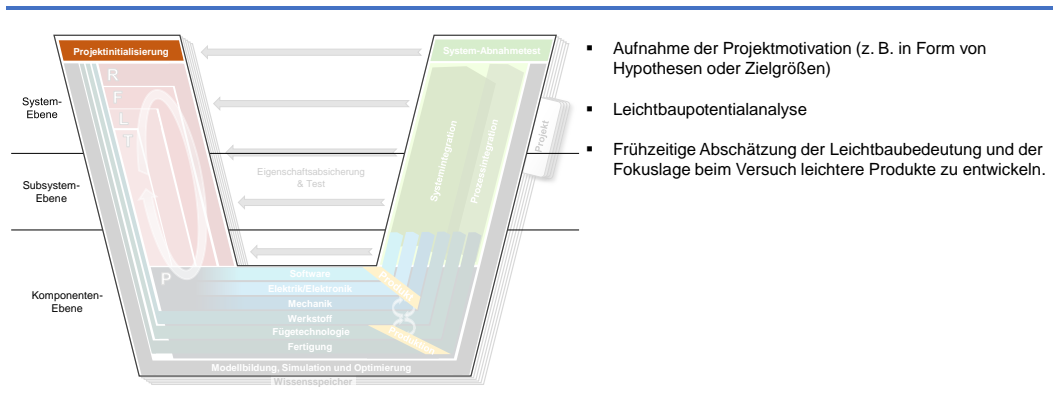 Projektinitialisierung
System-Abnahmetest
R
F
L
T
System-
Ebene
Subsystem-
Ebene
Komponenten-
Ebene
Eigenschaftsabsicherung
& Test
Systemintegration
Prozessintegration
Projekt
P
Software
Elektrik/Elektronik
Mechanik
Werkstoff
Fügetechnologie
Fertigung
Produkt
Modellbildung, Simulation und Optimierung
Wissensspeicher
▪ Aufnahme der Projektmotivation (z. B. in Form von
Hypothesen oder Zielgrößen)
▪ Leichtbaupotentialanalyse
▪ Frühzeitige Abschätzung der Leichtbaubedeutung und der
Fokuslage beim Versuch leichtere Produkte zu entwickeln.